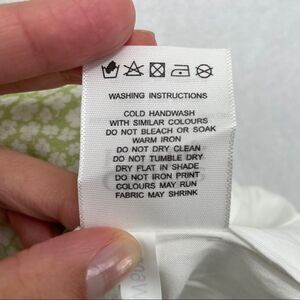 WASHING INSTRUCTIONS
COLD HANDWASH
WITH SIMILAR COLOURS
DO NOT BLEACH OR SOAK
WARM IRON
DO NOT DRY CLEAN
DO NOT TUMBLE DRY
DRY FLAT IN SHADE
DO NOT IRON PRINT
COLOURS MAY RUN
FABRIC MAY SHRINK